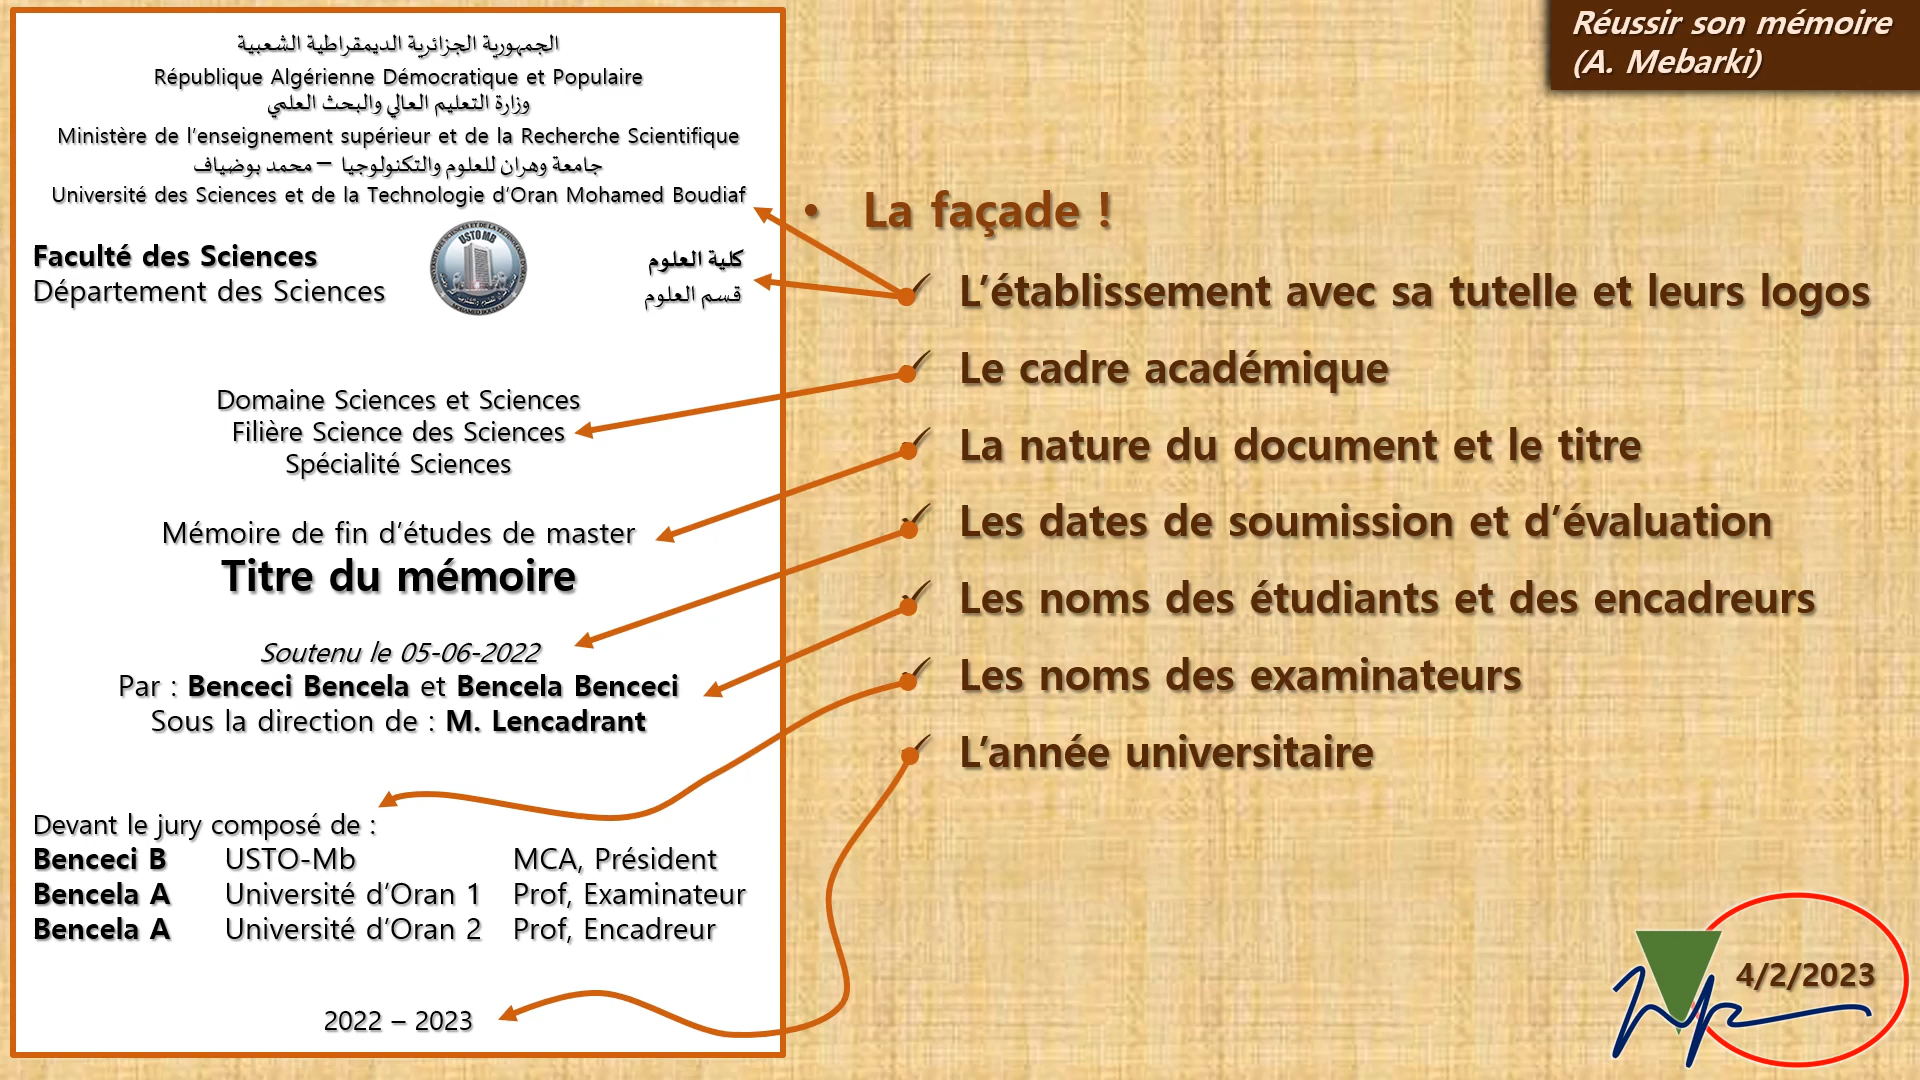 الجمهورية الجزائرية الديمقراطية الشعبية
République Algérienne Démocratique et Populaire
وزارة التعليم العالي والبحث العلمي
Ministère de l’enseignement supérieur et de la Recherche Scientifique
جامعة وهران للعلوم والتكنولوجيا – محمد بوضياف
Université des Sciences et de la Technologie d’Oran Mohamed Boudiaf
Faculté des Sciences
Département des Sciences
USTOMB
كلية العلوم
قسم العلوم
Domaine Sciences et Sciences
Filière Science des Sciences
Spécialité Sciences
Mémoire de fin d’études de master
Titre du mémoire
Soutenu le 05-06-2022
Par : Benceci Bencela et Bencela Benceci
Sous la direction de : M. Lencadrant
Devant le jury composé de :
Benceci B USTO-Mb MCA, Président
Bencela A Université d’Oran 1 Prof, Examinateur
Bencela A Université d’Oran 2 Prof, Encadreur
2022 – 2023
Réussir son mémoire
(A. Mebarki)
• La façade !
✓ L’établissement avec sa tutelle et leurs logos
✓ Le cadre académique
✓ La nature du document et le titre
✓ Les dates de soumission et d’évaluation
✓ Les noms des étudiants et des encadreurs
✓ Les noms des examinateurs
✓ L’année universitaire
4/2/2023